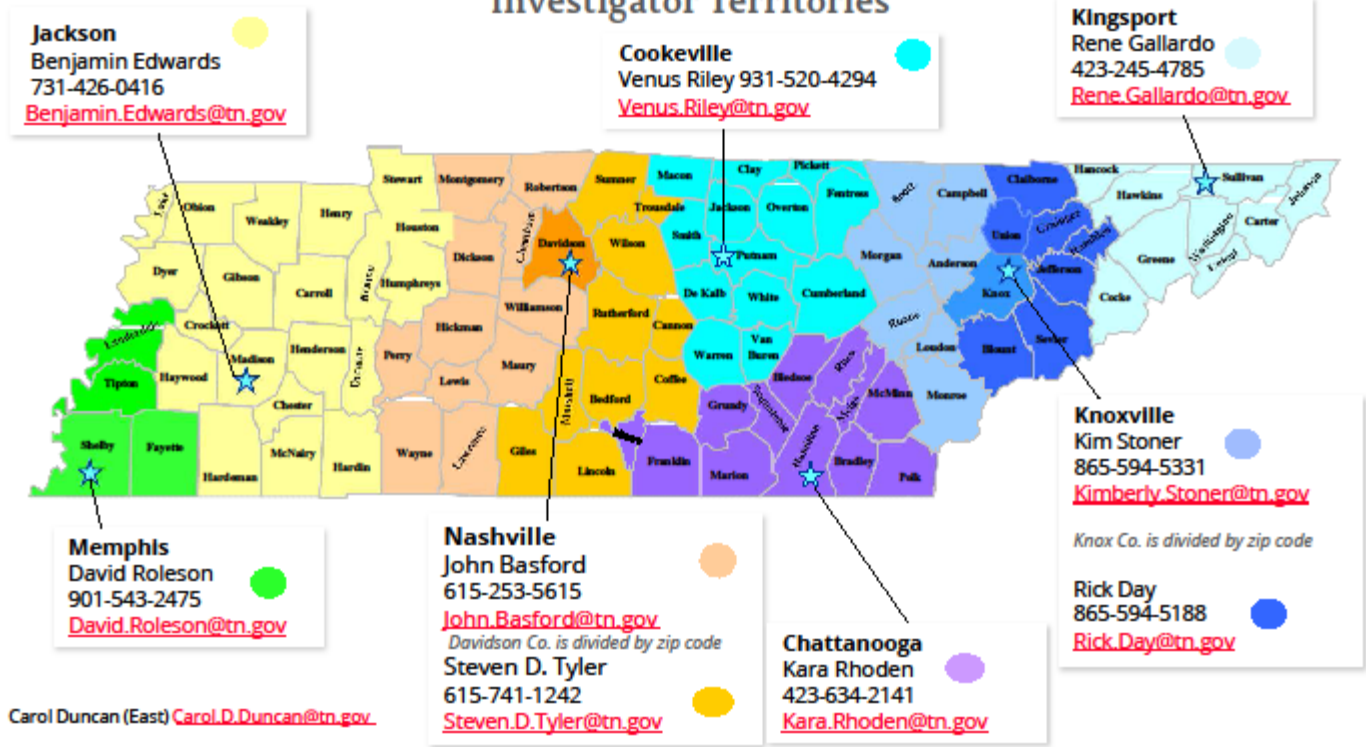 Investigator Territories
Jackson
Benjamin Edwards
731-426-0416
Benjamin.Edwards@tn.gov
Cookeville
Venus Riley 931-520-4294
Venus.Riley@tn.gov
Kingsport
Rene Gallardo
423-245-4785
Rene.Gallardo@tn.gov
Lake
Obion
Weakley
Henry
Stewart
Houston
Montgomery
Robertson
Cheatham
Davidson
Dickson
Humphreys
Benton
Carroll
Gibson
Dyer
Crockett
Lauderdale
Tipton
Haywood
Madison
Henderson
Decatur
Chester
Shelby
Fayette
Hardeman
McNairy
Hardin
Perry
Hickman
Williamson
Lewis
Maury
Wayne
Lawrence
Sumner
Trousdale
Wilson
Rutherford
Cannon
Marshall
Bedford
Coffee
Giles
Lincoln
Moore
Franklin
Macon
Clay
Pickett
Jackson
Overton
Fentress
Smith
Putnam
De Kalb
White
Cumberland
Warren
Van
Buren
Grundy
Sequatchie
Bledsoe
Rhea
Meigs
McMinn
Marion
Hamilton
Bradley
Polk
Scott
Campbell
Morgan
Anderson
Roane
Loudon
Monroe
Claiborne
Union
Grainger
Hamblen
Jefferson
Knox
Blount
Sevier
Hancock
Hawkins
Sullivan
Johnson
Carter
Washington
Unicoi
Greene
Cocke
Memphis
David Roleson
901-543-2475
David.Roleson@tn.gov
Nashville
John Basford
615-253-5615
John.Basford@tn.gov
Davidson Co. is divided by zip code
Steven D. Tyler
615-741-1242
Steven.D.Tyler@tn.gov
Chattanooga
Kara Rhoden
423-634-2141
Kara.Rhoden@tn.gov
Knoxville
Kim Stoner
865-594-5331
Kimberly.Stoner@tn.gov
Knox Co. is divided by zip code
Rick Day
865-594-5188
Rick.Day@tn.gov
Carol Duncan (East) Carol.D.Duncan@tn.gov